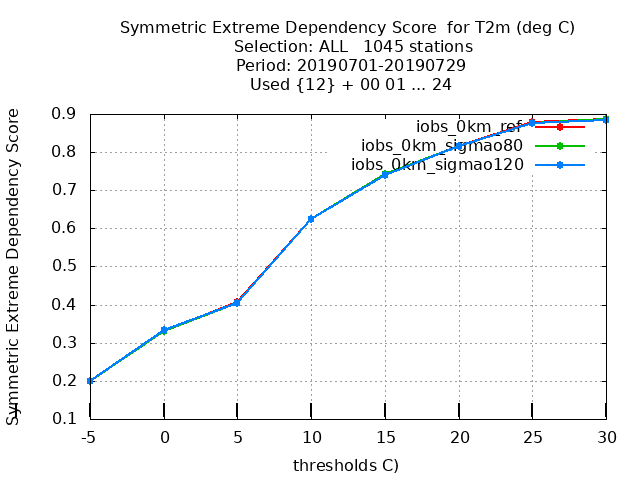 Symmetric Extreme Dependency Score  for T2m (deg C)
Selection: ALL   1045 stations
Period: 20190701-20190729
Used {12} + 00 01 ... 24
Symmetric Extreme Dependency Score
0.9
0.8
0.7
0.6
0.5
0.4
0.3
0.2
0.1
iobs_0km_ref
iobs_0km_sigmao80
iobs_0km_sigmao120
-5 0 5 10 15 20 25 30
thresholds C)